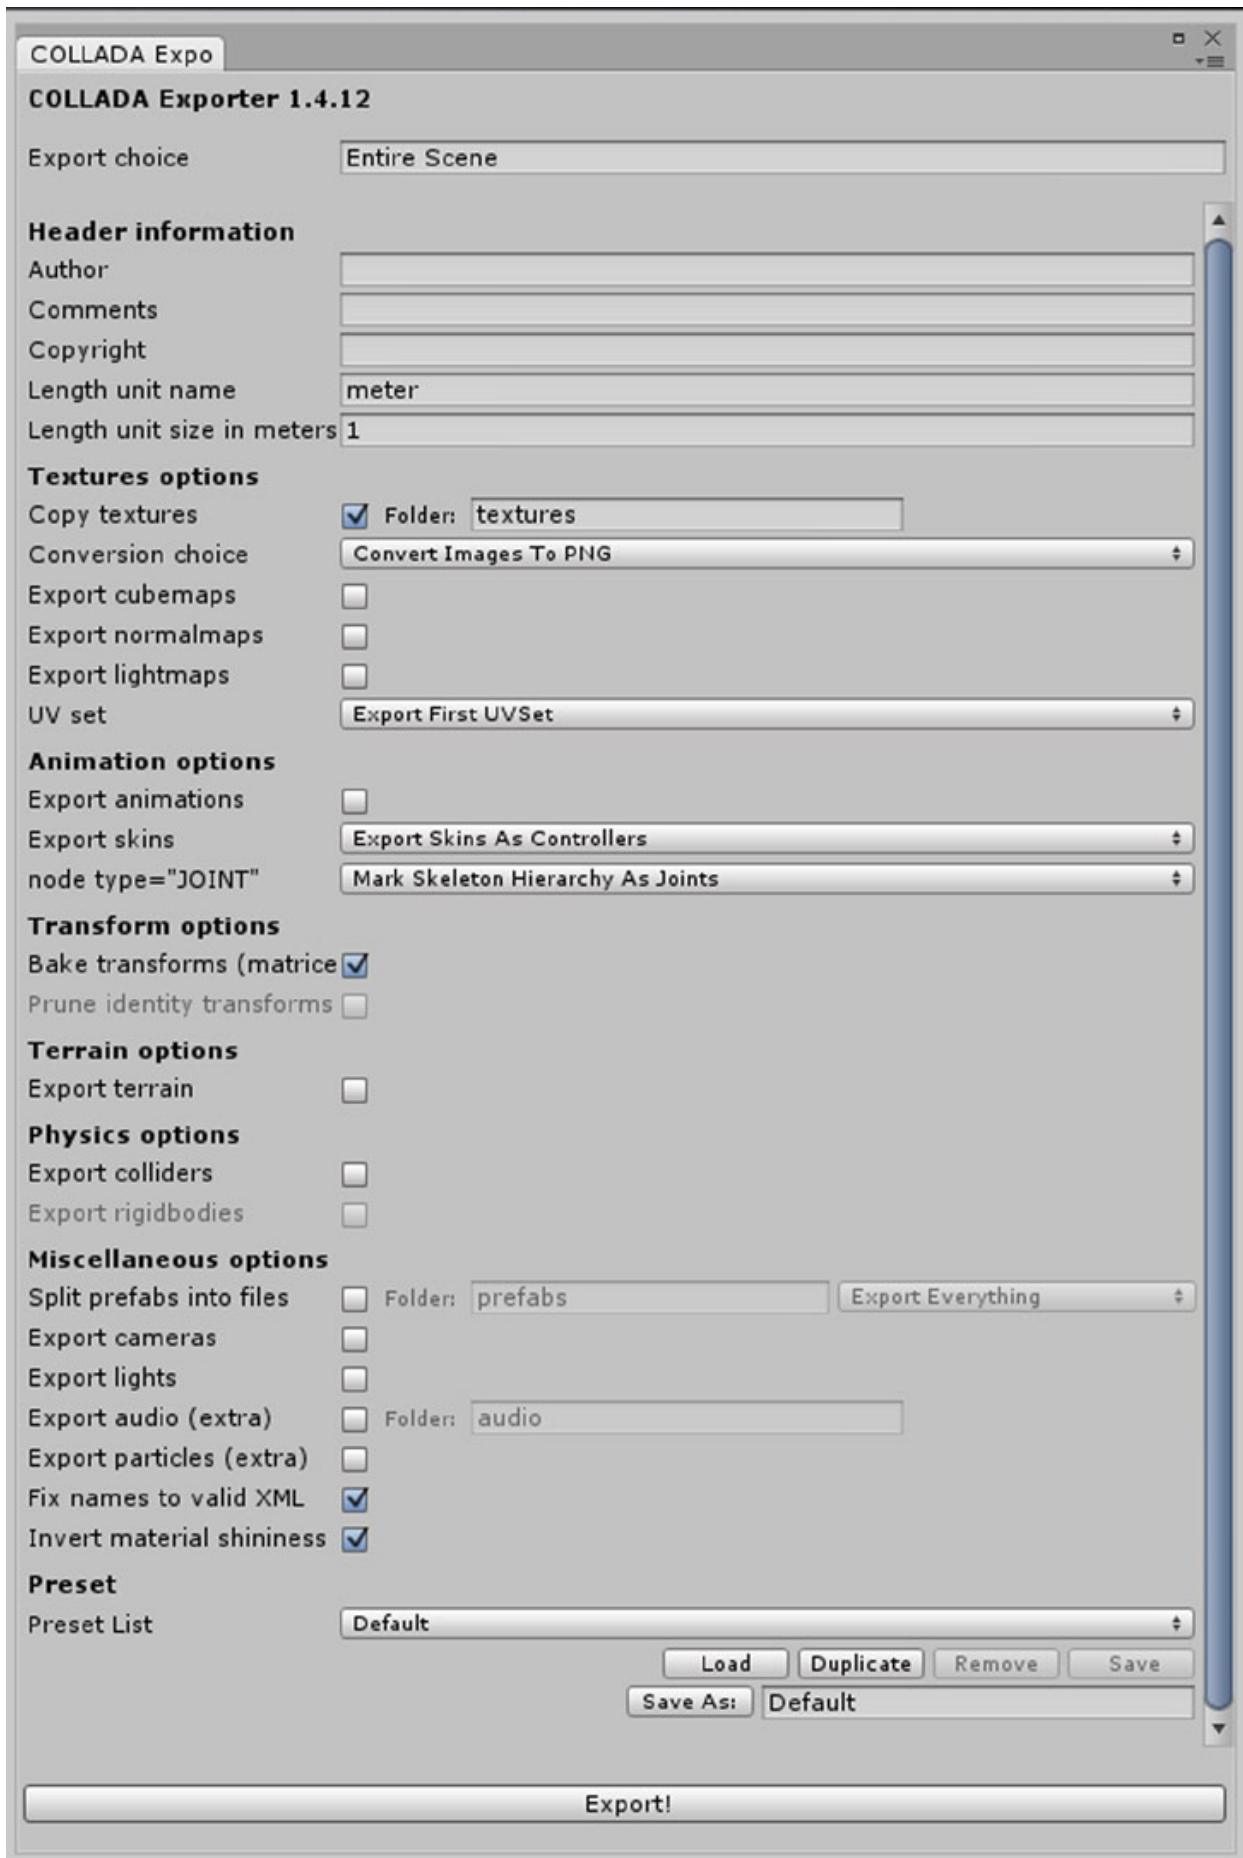 COLLADA Expo
COLLADA Exporter 1.4.12
Export choice Entire Scene
Header information
Author
Comments
Copyright
Length unit name meter
Length unit size in meters 1
Textures options
Copy textures Folder: textures
Conversion choice Convert Images To PNG
Export cubemaps
Export normalmaps
Export lightmaps
UV set Export First UVSet
Animation options
Export animations
Export skins Export Skins As Controllers
node type="JOINT" Mark Skeleton Hierarchy As Joints
Transform options
Bake transforms (matrice
Prune identity transforms
Terrain options
Export terrain
Physics options
Export colliders
Export rigidbodies
Miscellaneous options
Split prefabs into files Folder: prefabs Export Everything
Export cameras
Export lights
Export audio (extra) Folder: audio
Export particles (extra)
Fix names to valid XML
Invert material shininess
Preset
Preset List Default
Load Duplicate Remove Save
Save As: Default
Export!